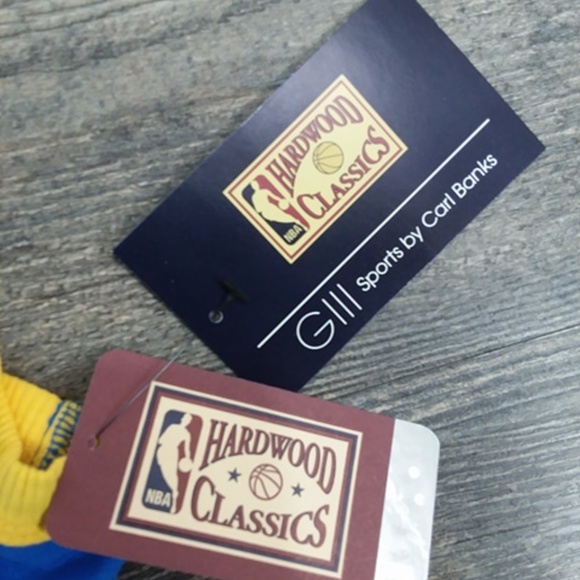 HARDWOOD
CLASSICS
NBA
GIII Sports by Carl Banks
HARDWOOD
CLASSICS
NBA